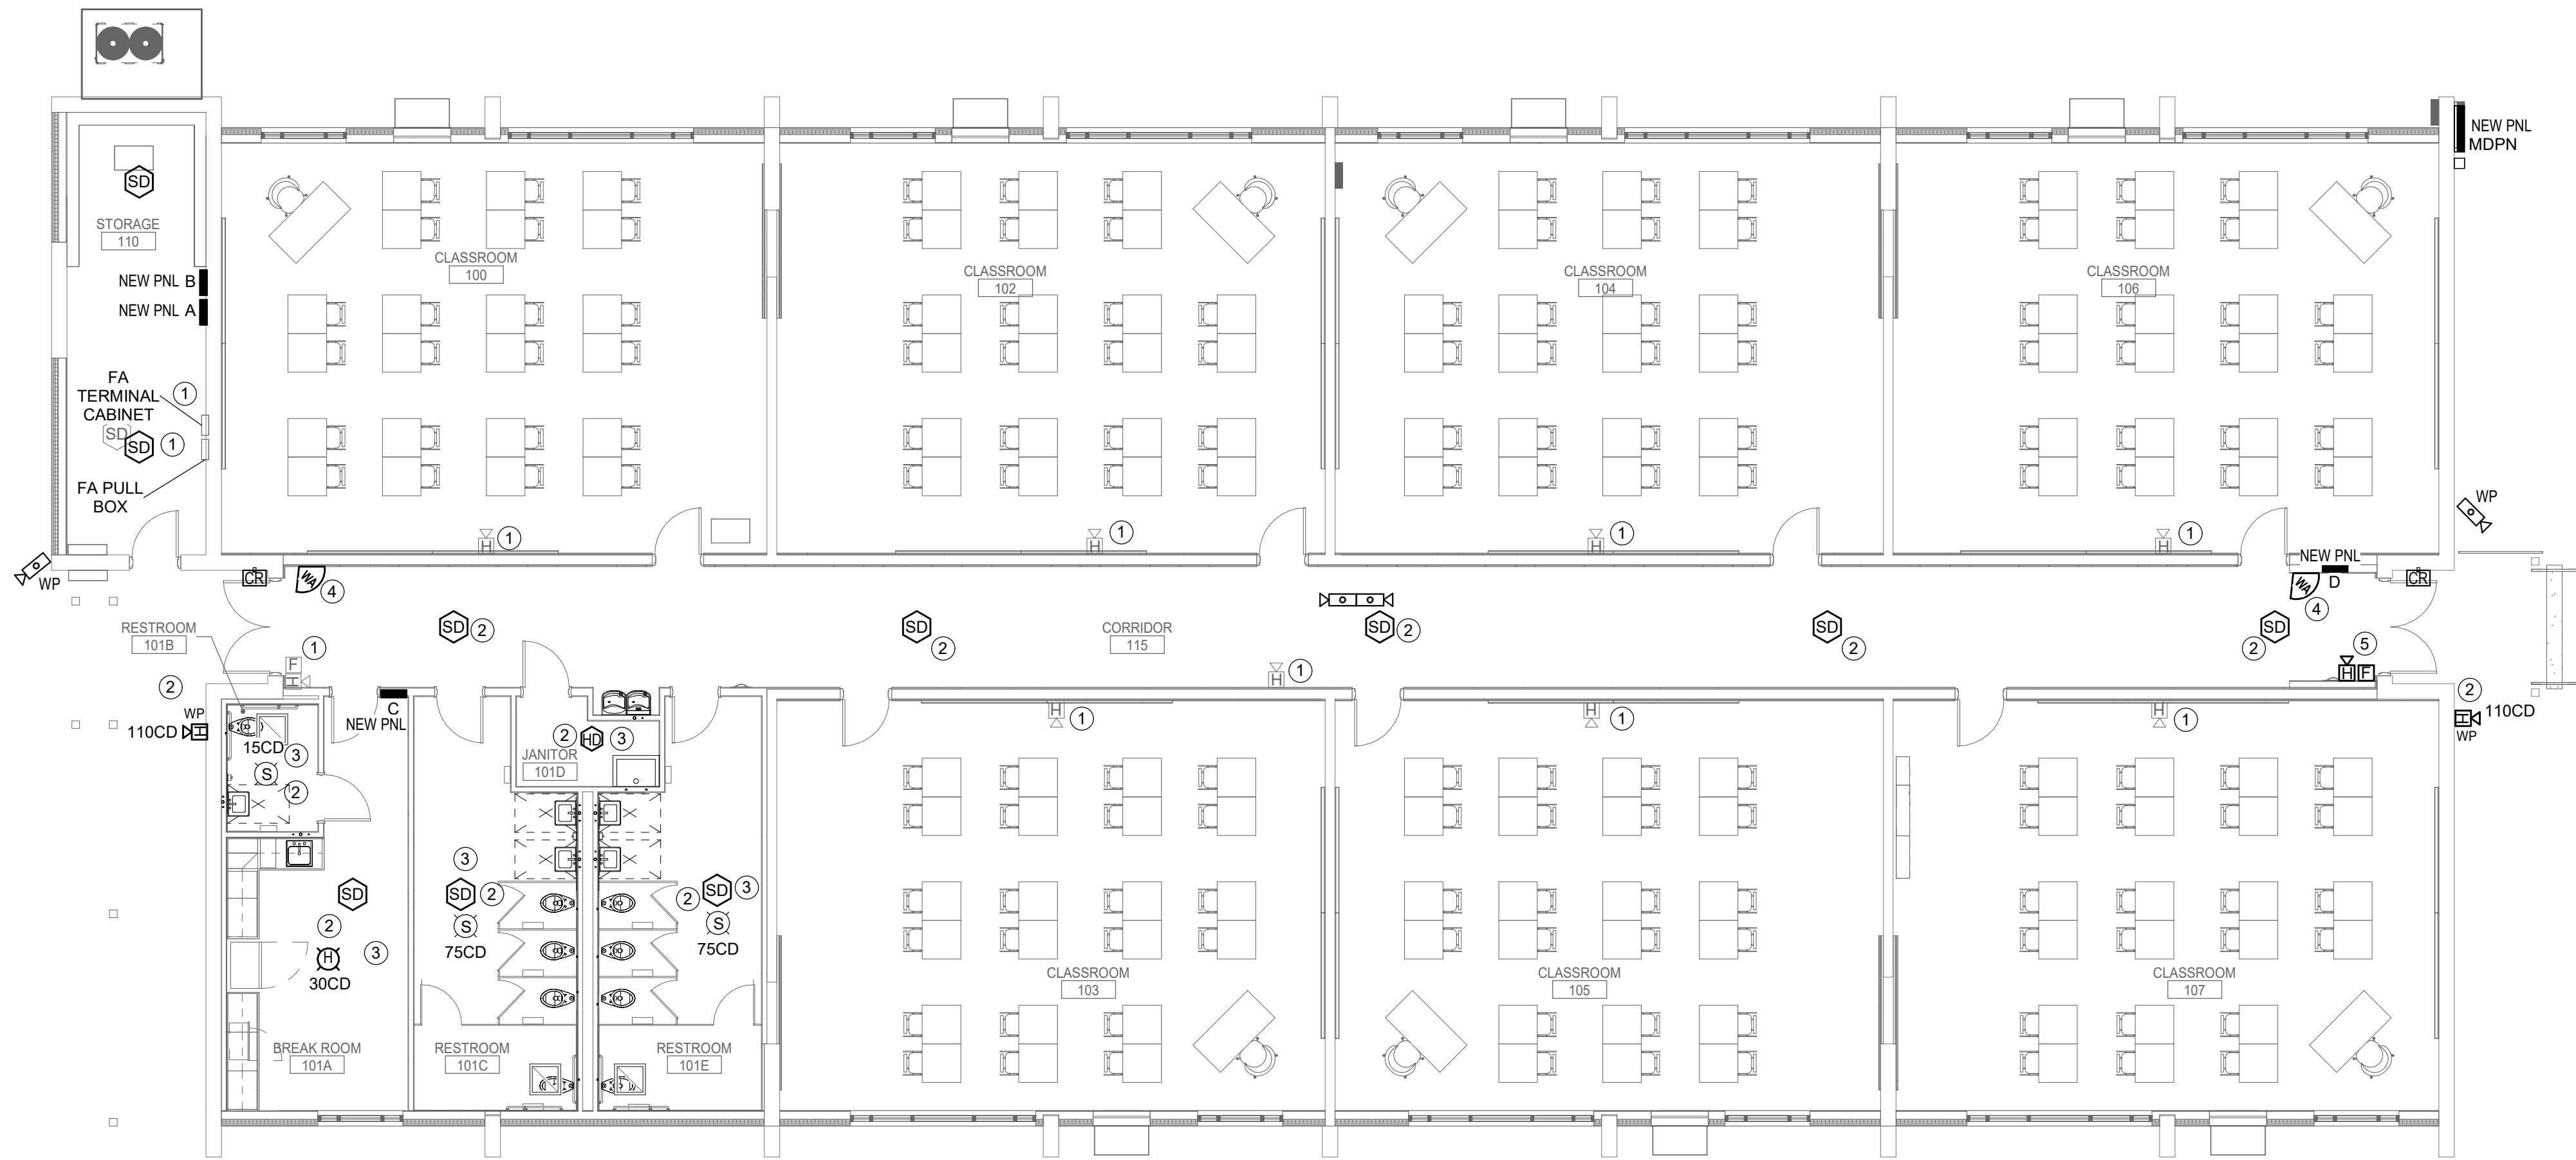 NEW PNL
MDPN
SD
STORAGE
110
CLASSROOM
100
CLASSROOM
102
CLASSROOM
104
CLASSROOM
106
NEW PNL B
NEW PNL A
FA
TERMINAL
CABINET
1
SD
SD
1
FA PULL
BOX
WP
H
1
H
1
H
1
H
1
NEW PNL
D
WP
CR
WA
4
WA
4
CR
RESTROOM
101B
SD
2
SD
2
SD
2
SD
2
SD
2
CORRIDOR
115
F
H
1
H
1
5
H
F
2
WP
110CD
H
C
NEW PNL
H
1
H
1
H
1
2
H
110CD
WP
15CD
3
S
2
2
HD
3
JANITOR
101D
3
SD
2
S
75CD
2
SD
3
S
75CD
SD
2
H
3
30CD
CLASSROOM
103
CLASSROOM
105
CLASSROOM
107
BREAK ROOM
101A
RESTROOM
101C
RESTROOM
101E